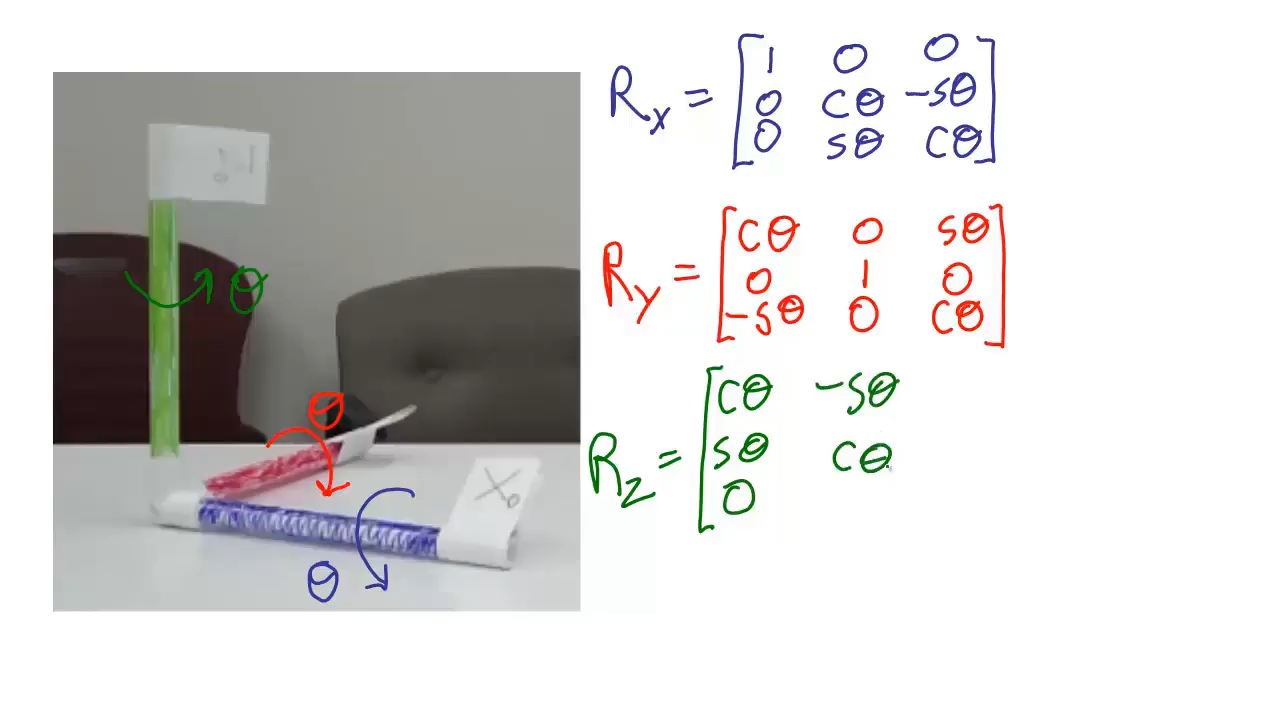 Rx = [1 0 0
0 cθ -sθ
0 sθ cθ]
Ry = [cθ 0 sθ
0 1 0
-sθ 0 cθ]
Rz = [cθ -sθ
sθ cθ
0
θ
θ
X0
θ